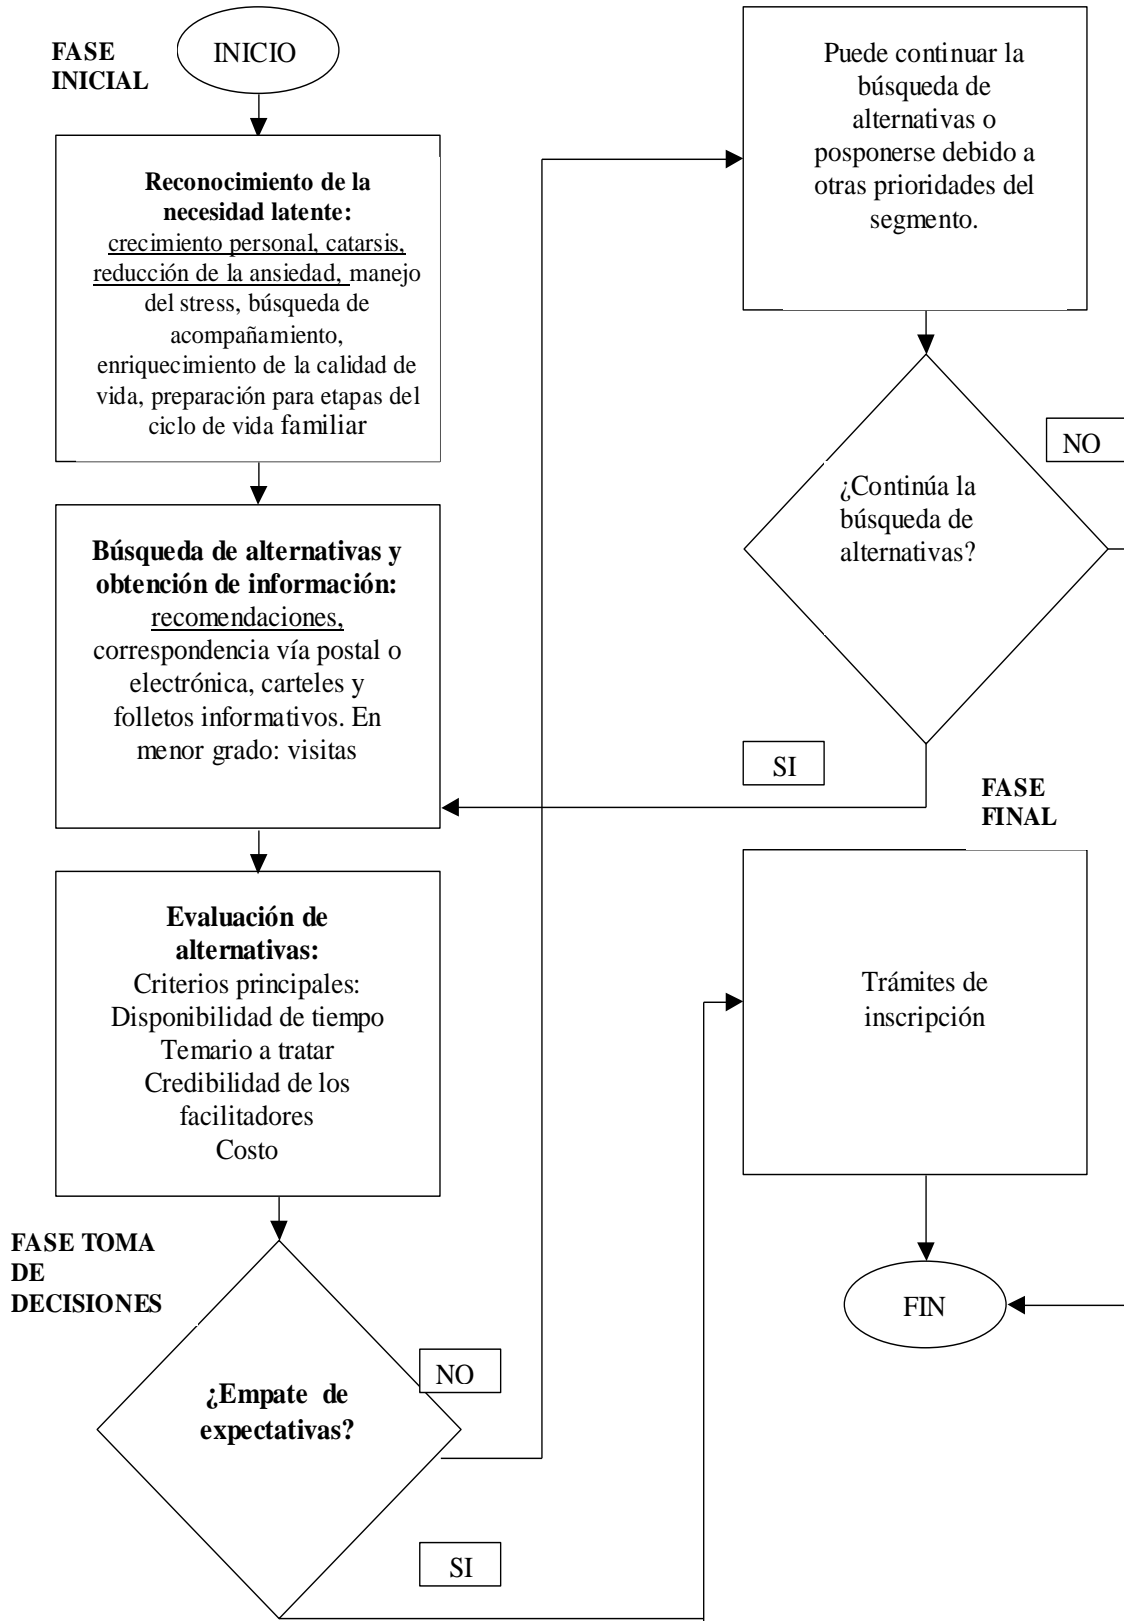 FASE
INICIAL
INICIO
Reconocimiento de la
necesidad latente:
crecimiento personal, catarsis,
reducción de la ansiedad, manejo
del stress, búsqueda de
acompañamiento,
enriquecimiento de la calidad de
vida, preparación para etapas del
ciclo de vida familiar
Búsqueda de alternativas y
obtención de información:
recomendaciones,
correspondencia vía postal o
electrónica, carteles y
folletos informativos. En
menor grado: visitas
Evaluación de
alternativas:
Criterios principales:
Disponibilidad de tiempo
Temario a tratar
Credibilidad de los
facilitadores
Costo
FASE TOMA
DE
DECISIONES
¿Empate de
expectativas?
NO
SI
Puede continuar la
búsqueda de
alternativas o
posponerse debido a
otras prioridades del
segmento.
¿Continúa la
búsqueda de
alternativas?
NO
SI
FASE
FINAL
Trámites de
inscripción
FIN